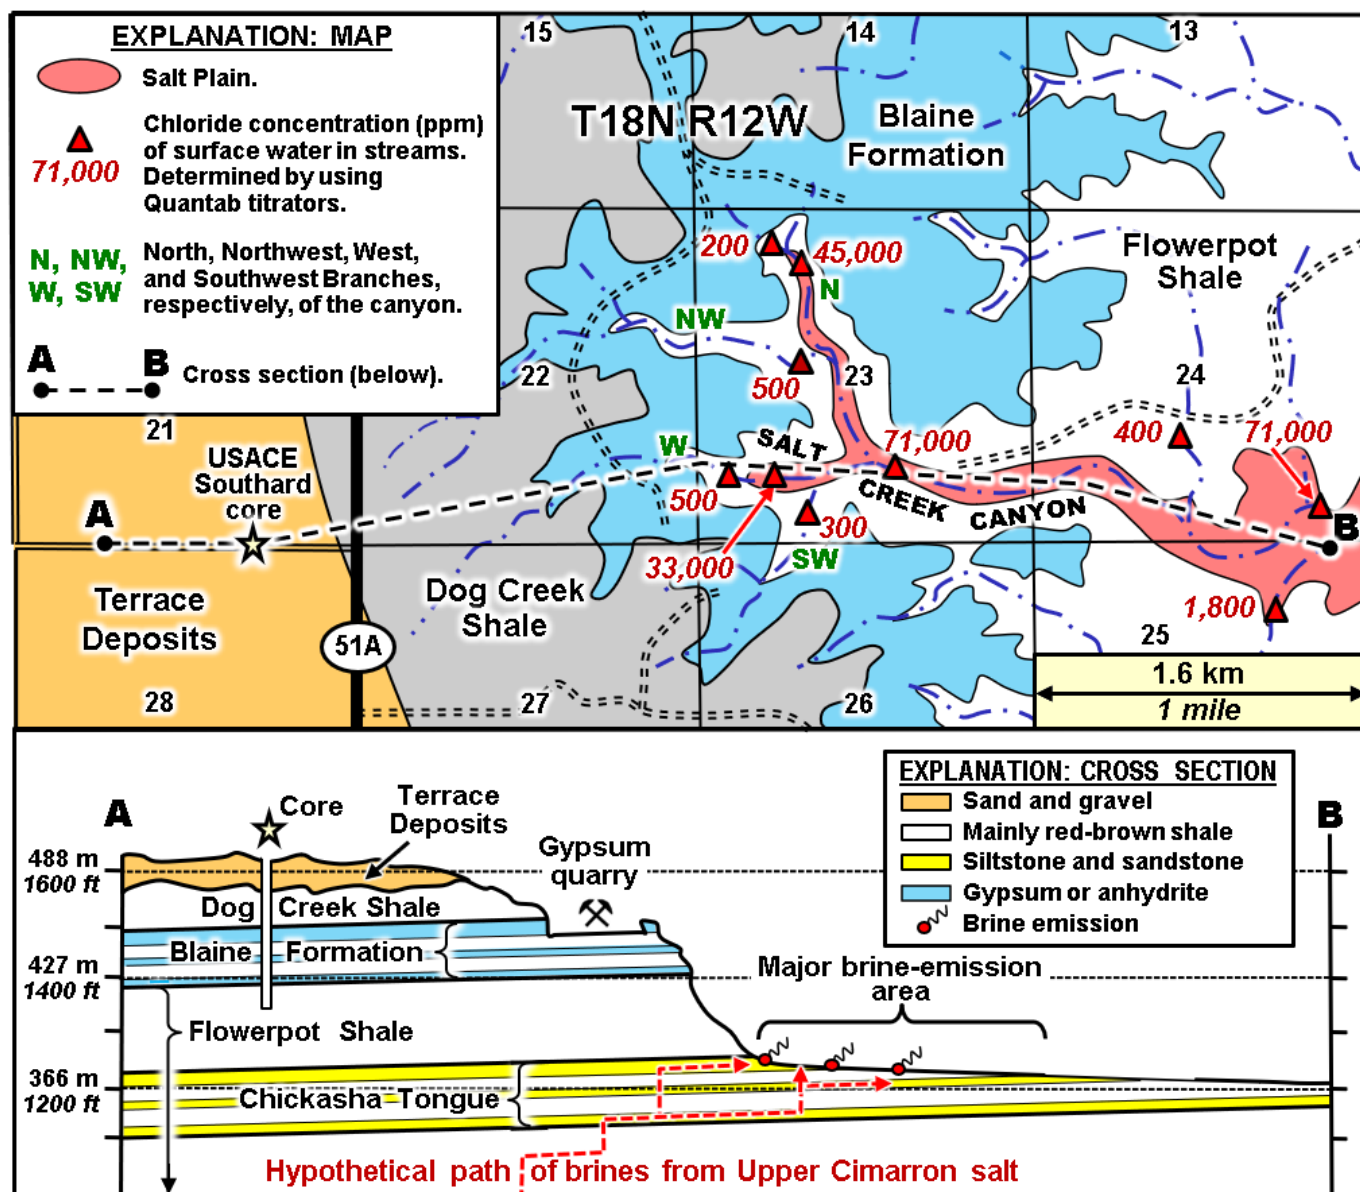 EXPLANATION: MAP
Salt Plain.
71,000
Chloride concentration (ppm)
of surface water in streams.
Determined by using
Quantab titrators.
N, NW,
W, SW
North, Northwest, West,
and Southwest Branches,
respectively, of the canyon.
A B
Cross section (below).
15
14
13
T18N R12W
Blaine
Formation
200
45,000
N
Flowerpot
Shale
NW
22
500
23
24
21
USACE
Southard
core
W
SALT
71,000
400
71,000
A
500
CREEK
CANYON
300
B
33,000
SW
Terrace
Deposits
Dog Creek
Shale
1,800
51A
25
28
27
26
1.6 km
1 mile
EXPLANATION: CROSS SECTION
Sand and gravel
Mainly red-brown shale
Siltstone and sandstone
Gypsum or anhydrite
Brine emission
A
Core
Terrace
Deposits
B
488 m
1600 ft
Gypsum
quarry
Dog Creek Shale
Blaine Formation
427 m
1400 ft
Major brine-emission
area
Flowerpot Shale
366 m
1200 ft
Chickasha Tongue
Hypothetical path of brines from Upper Cimarron salt